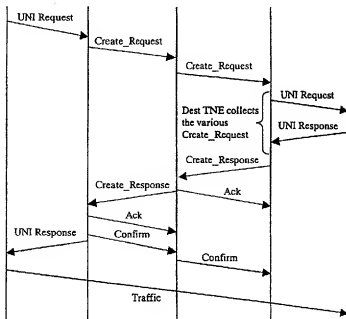 UNI Request
Create_Request
Create_Request
UNI Request
Dest TNE collects
the various
Create_Request
UNI Response
Create_Response
Create_Response
Ack
Ack
UNI Response
Confirm
Confirm
Traffic